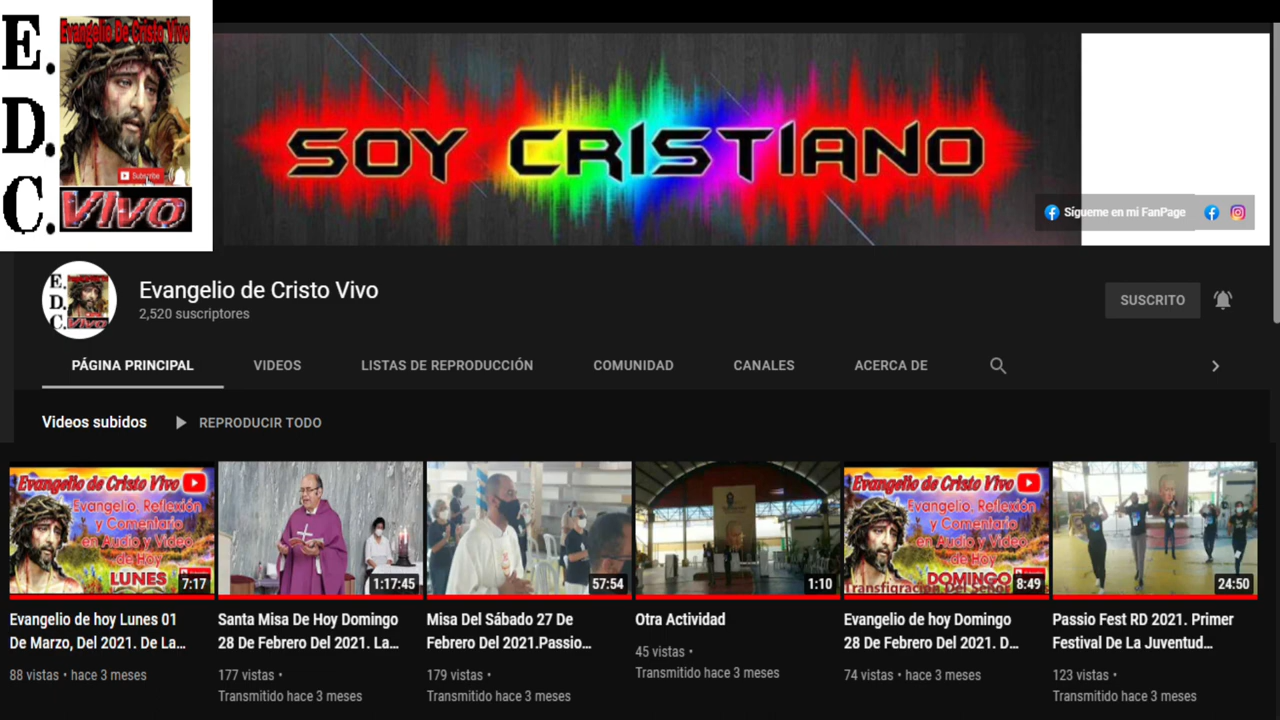 E.
D.
C.
Evangelio De Cristo Vivo
Subscribe
Vivo
SOY CRISTIANO
Sígueme en mi FanPage
E.
D.
C. Vivo
Evangelio de Cristo Vivo
2,520 suscriptores
SUSCRITO
PÁGINA PRINCIPAL VIDEOS LISTAS DE REPRODUCCIÓN COMUNIDAD CANALES ACERCA DE
Videos subidos REPRODUCIR TODO
Evangelio de Cristo Vivo
Evangelio, Reflexión
y Comentario
en Audio y Video
de Hoy
LUNES
7:17
1:17:45
57:54
1:10
Evangelio de Cristo Vivo
Evangelio, Reflexión
y Comentario
en Audio y Video
de Hoy
DOMINGO
Transfigración Del Señor
8:49
24:50
Evangelio de hoy Lunes 01
De Marzo, Del 2021. De La...
88 vistas • hace 3 meses
Santa Misa De Hoy Domingo
28 De Febrero Del 2021. La...
177 vistas •
Transmitido hace 3 meses
Misa Del Sábado 27 De
Febrero Del 2021.Passio...
179 vistas •
Transmitido hace 3 meses
Otra Actividad
45 vistas •
Transmitido hace 3 meses
Evangelio de hoy Domingo
28 De Febrero Del 2021. D...
74 vistas • hace 3 meses
Passio Fest RD 2021. Primer
Festival De La Juventud...
123 vistas •
Transmitido hace 3 meses